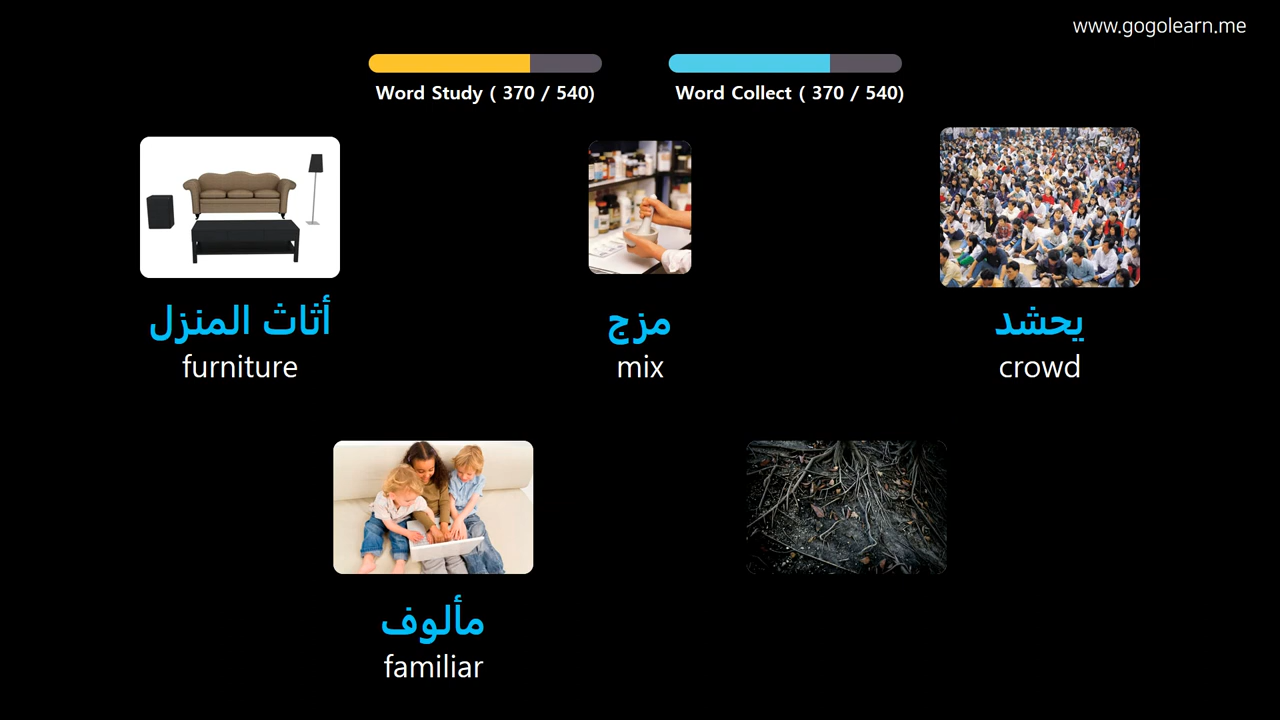 www.gogolearn.me
Word Study ( 370 / 540)
Word Collect ( 370 / 540)
أثاث المنزل
furniture
مزج
mix
يحشد
crowd
مألوف
familiar